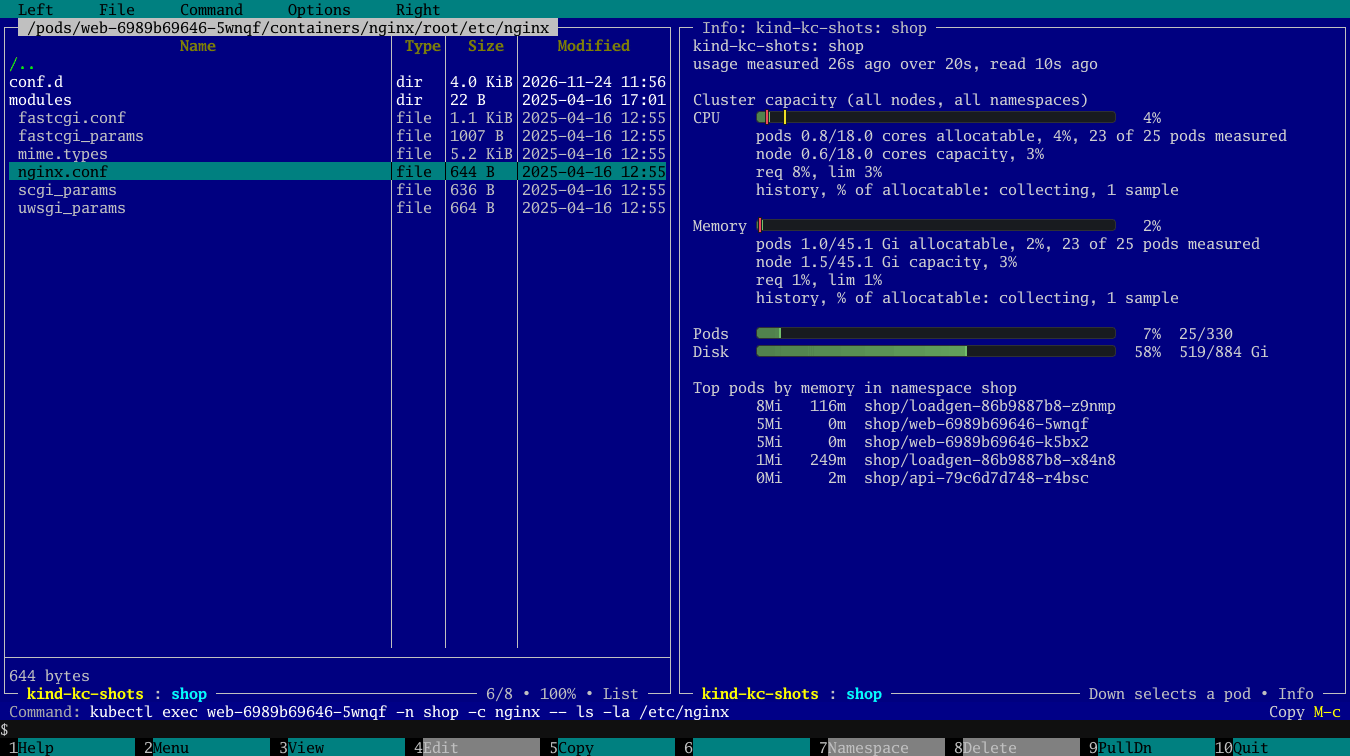 Left File Command Options Right
/pods/web-6989b69646-5wnqf/containers/nginx/root/etc/nginx
Name Type Size Modified
/..
conf.d dir 4.0 KiB 2026-11-24 11:56
modules dir 22 B 2025-04-16 17:01
fastcgi.conf file 1.1 KiB 2025-04-16 12:55
fastcgi_params file 1007 B 2025-04-16 12:55
mime.types file 5.2 KiB 2025-04-16 12:55
nginx.conf file 644 B 2025-04-16 12:55
scgi_params file 636 B 2025-04-16 12:55
uwsgi_params file 664 B 2025-04-16 12:55
644 bytes
kind-kc-shots : shop 6/8 • 100% • List
Info: kind-kc-shots: shop
kind-kc-shots: shop
usage measured 26s ago over 20s, read 10s ago
Cluster capacity (all nodes, all namespaces)
CPU 4%
pods 0.8/18.0 cores allocatable, 4%, 23 of 25 pods measured
node 0.6/18.0 cores capacity, 3%
req 8%, lim 3%
history, % of allocatable: collecting, 1 sample
Memory 2%
pods 1.0/45.1 Gi allocatable, 2%, 23 of 25 pods measured
node 1.5/45.1 Gi capacity, 3%
req 1%, lim 1%
history, % of allocatable: collecting, 1 sample
Pods 7% 25/330
Disk 58% 519/884 Gi
Top pods by memory in namespace shop
8Mi 116m shop/loadgen-86b9887b8-z9nmp
5Mi 0m shop/web-6989b69646-5wnqf
5Mi 0m shop/web-6989b69646-k5bx2
1Mi 249m shop/loadgen-86b9887b8-x84n8
0Mi 2m shop/api-79c6d7d748-r4bsc
kind-kc-shots : shop Down selects a pod • Info
Command: kubectl exec web-6989b69646-5wnqf -n shop -c nginx -- ls -la /etc/nginx Copy M-c
$
1Help 2Menu 3View 4Edit 5Copy 6 7Namespace 8Delete 9PullDn 10Quit